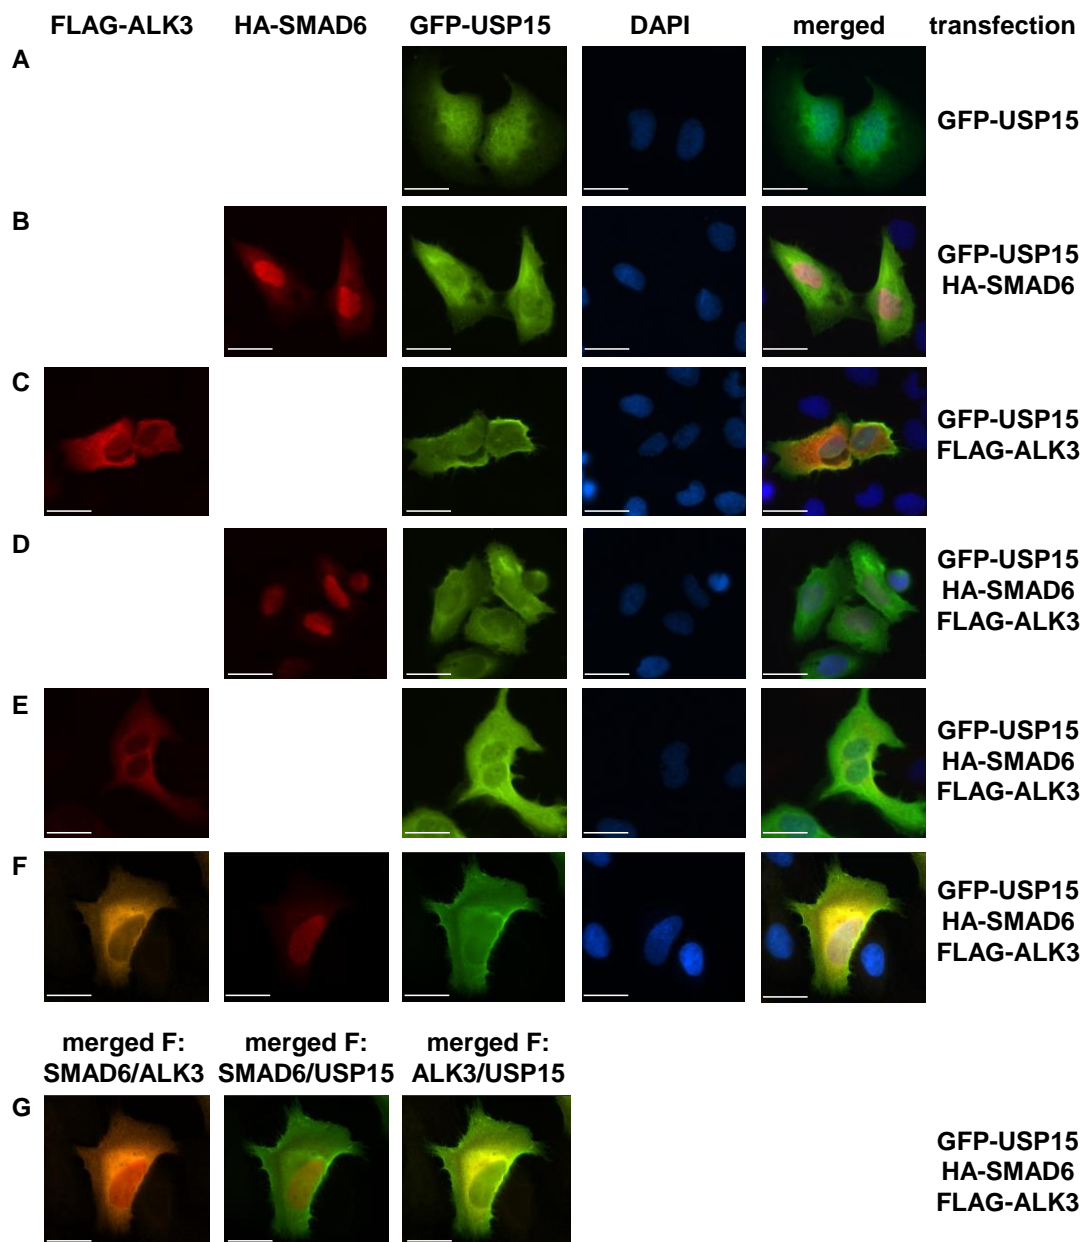 FLAG-ALK3 HA-SMAD6 GFP-USP15 DAPI merged transfection
A
GFP-USP15
B
GFP-USP15
HA-SMAD6
C
GFP-USP15
FLAG-ALK3
D
GFP-USP15
HA-SMAD6
FLAG-ALK3
E
GFP-USP15
HA-SMAD6
FLAG-ALK3
F
GFP-USP15
HA-SMAD6
FLAG-ALK3
merged F: merged F: merged F:
SMAD6/ALK3 SMAD6/USP15 ALK3/USP15
G
GFP-USP15
HA-SMAD6
FLAG-ALK3